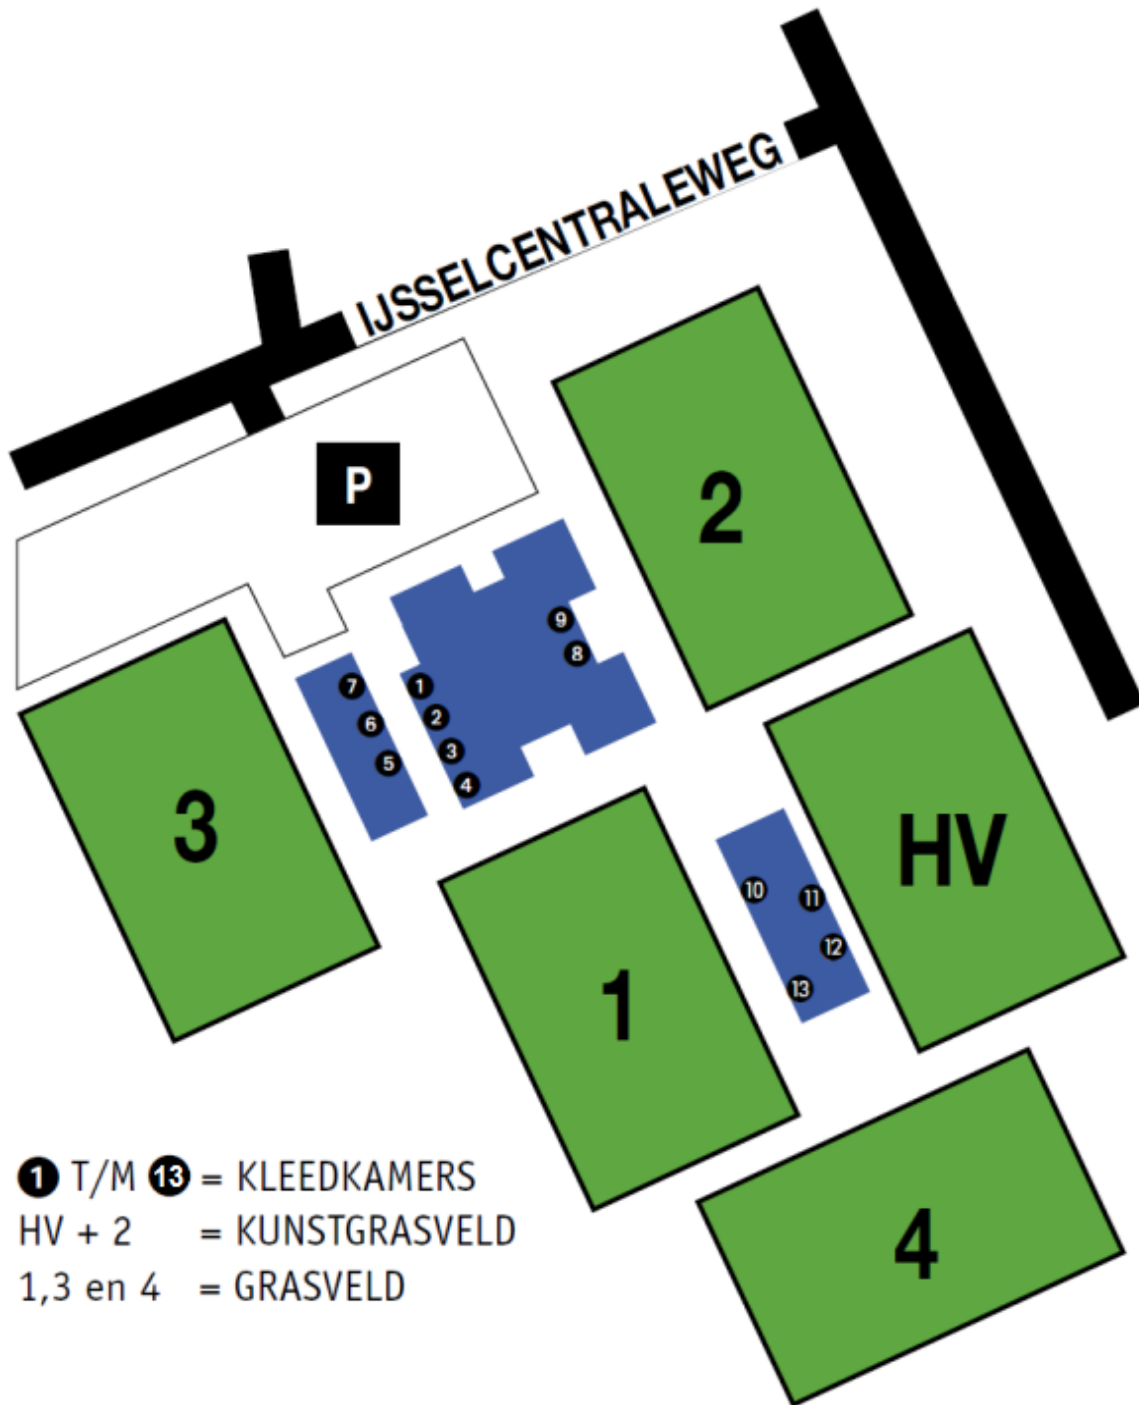 IJSSELCENTRALEWEG
P
2
9
8
7
1
6
2
3
5
4
3
HV
10
11
12
13
1
4
1 T/M 13 = KLEEDKAMERS
HV + 2 = KUNSTGRASVELD
1,3 en 4 = GRASVELD